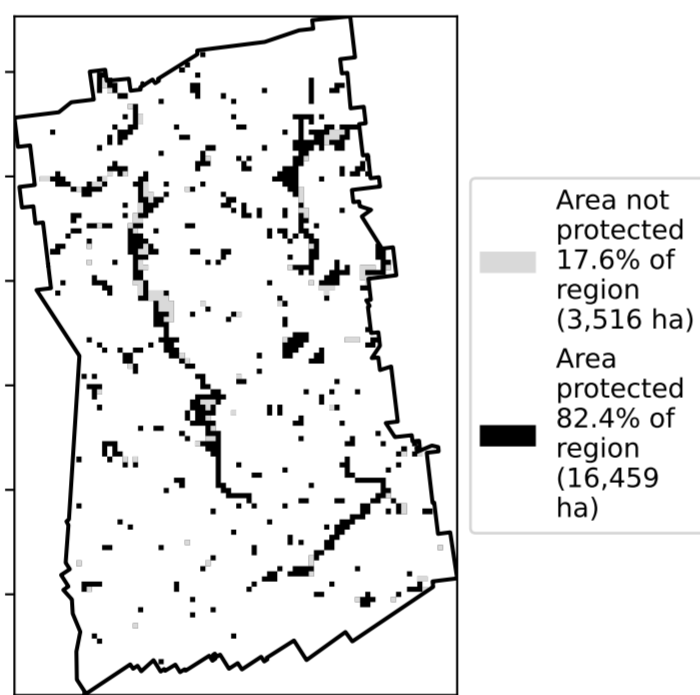 Area not
protected
17.6% of
region
(3,516 ha)
Area
protected
82.4% of
region
(16,459
ha)